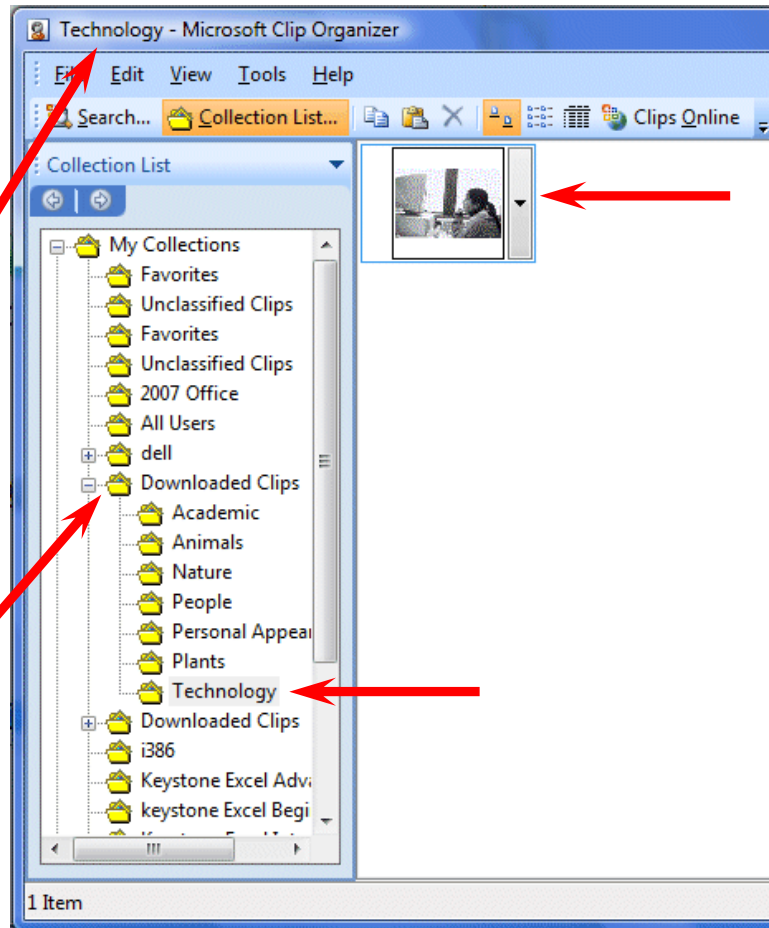 Technology - Microsoft Clip Organizer
File Edit View Tools Help
Search... Collection List... Clips Online
Collection List
My Collections
Favorites
Unclassified Clips
Favorites
Unclassified Clips
2007 Office
All Users
dell
Downloaded Clips
Academic
Animals
Nature
People
Personal Appear
Plants
Technology
Downloaded Clips
i386
Keystone Excel Adva
keystone Excel Begi
1 Item